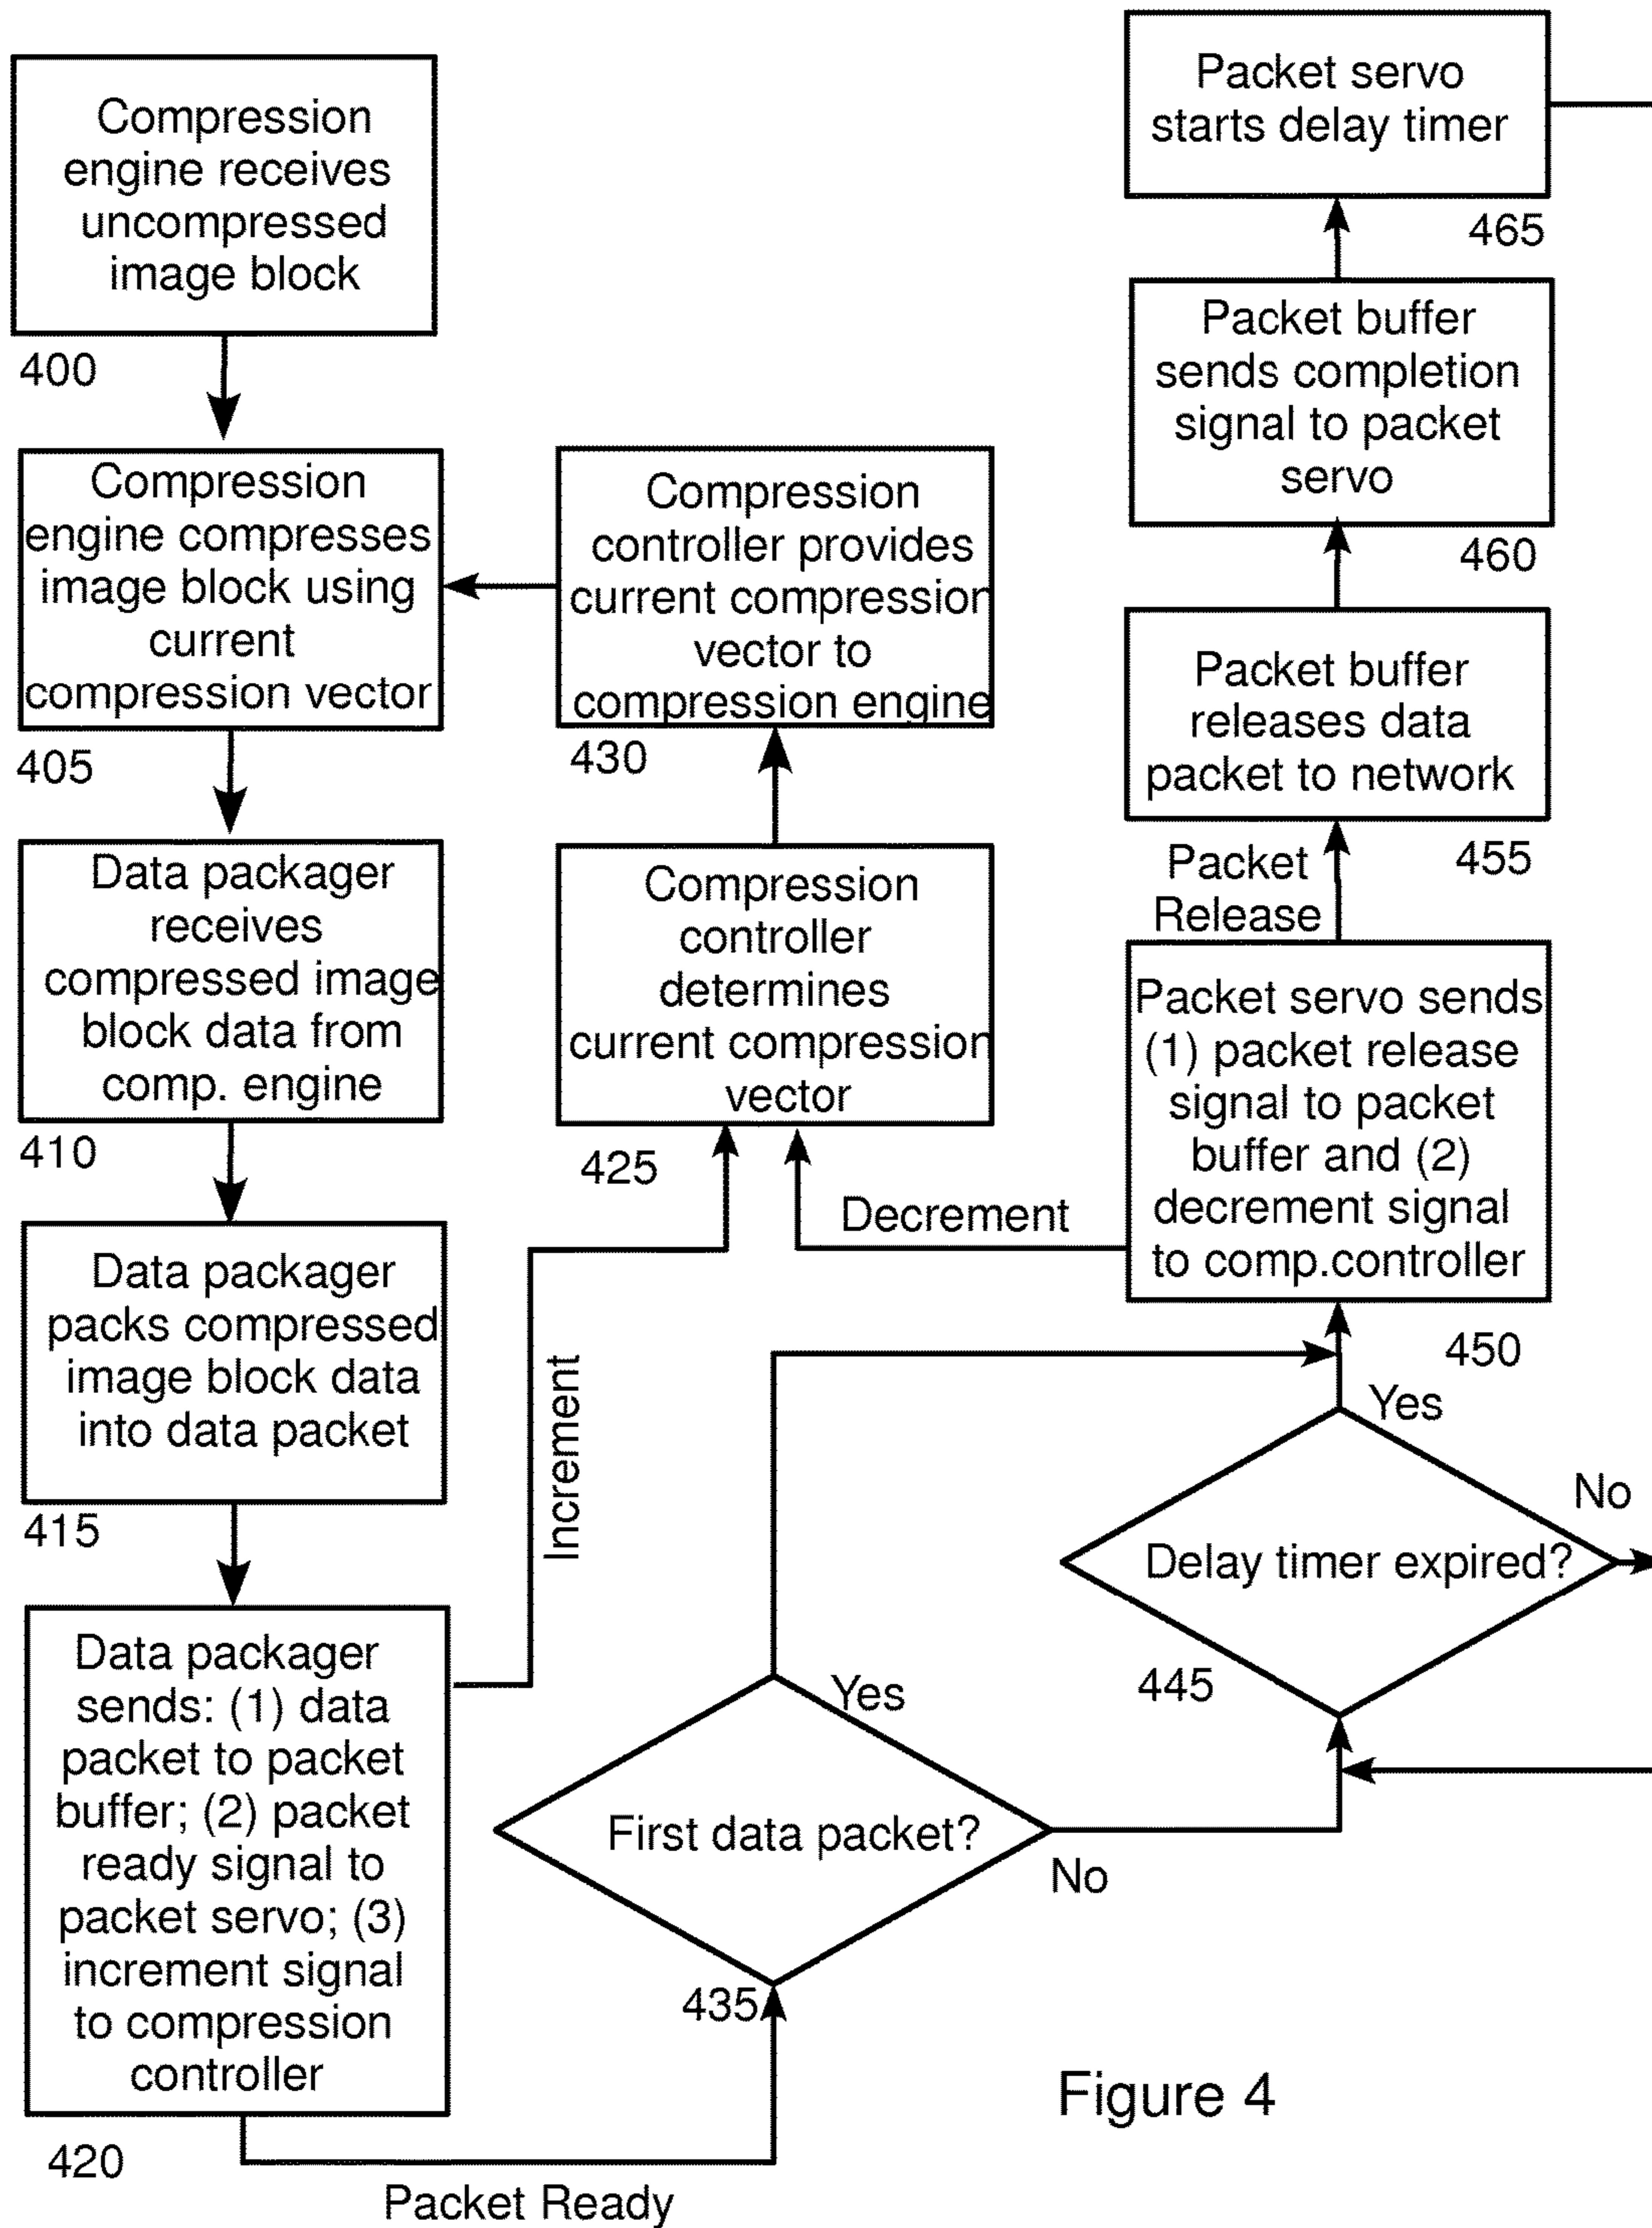 Compression
engine receives
uncompressed
image block
400
Compression
engine compresses
image block using
current
compression vector
405
Data packager
receives
compressed image
block data from
comp. engine
410
Data packager
packs compressed
image block data
into data packet
415
Data packager
sends: (1) data
packet to packet
buffer; (2) packet
ready signal to
packet servo; (3)
increment signal
to compression
controller
420
Packet Ready
Increment
Compression
controller provides
current compression
vector to
compression engine
430
Compression
controller
determines
current compression
vector
425
Decrement
First data packet?
Yes
No
435
Delay timer expired?
Yes
No
445
Packet servo sends
(1) packet release
signal to packet
buffer and (2)
decrement signal
to comp.controller
450
Packet
Release
Packet buffer
releases data
packet to network
455
Packet buffer
sends completion
signal to packet
servo
460
Packet servo
starts delay timer
465
Figure 4